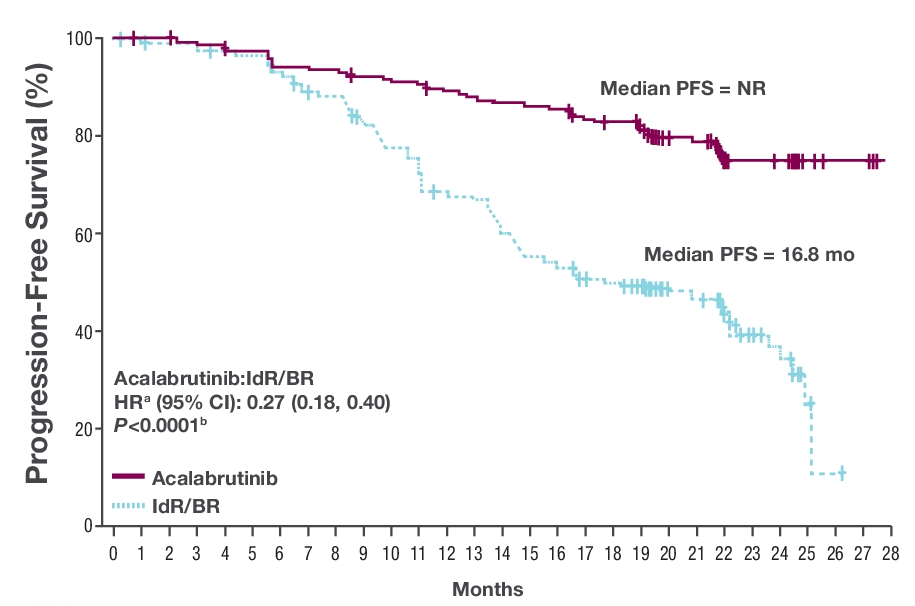 Progression-Free Survival (%)
100
80
60
40
20
0
Median PFS = NR
Median PFS = 16.8 mo
Acalabrutinib:IdR/BR
HRᵃ (95% CI): 0.27 (0.18, 0.40)
P<0.0001ᵇ
Acalabrutinib
IdR/BR
0 1 2 3 4 5 6 7 8 9 10 11 12 13 14 15 16 17 18 19 20 21 22 23 24 25 26 27 28
Months